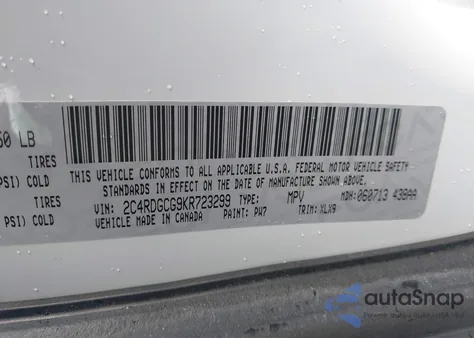 60 LB
TIRES
PSI) COLD
TIRES
PSI) COLD
THIS VEHICLE CONFORMS TO ALL APPLICABLE U.S.A. FEDERAL MOTOR VEHICLE SAFETY
STANDARDS IN EFFECT ON THE DATE OF MANUFACTURE SHOWN ABOVE.
VIN: 2C4RDGCG9KR723299 TYPE: MPV MDH: 060713 439AA
VEHICLE MADE IN CANADA PAINT: PW7 TRIM: XLX9
autoSnap